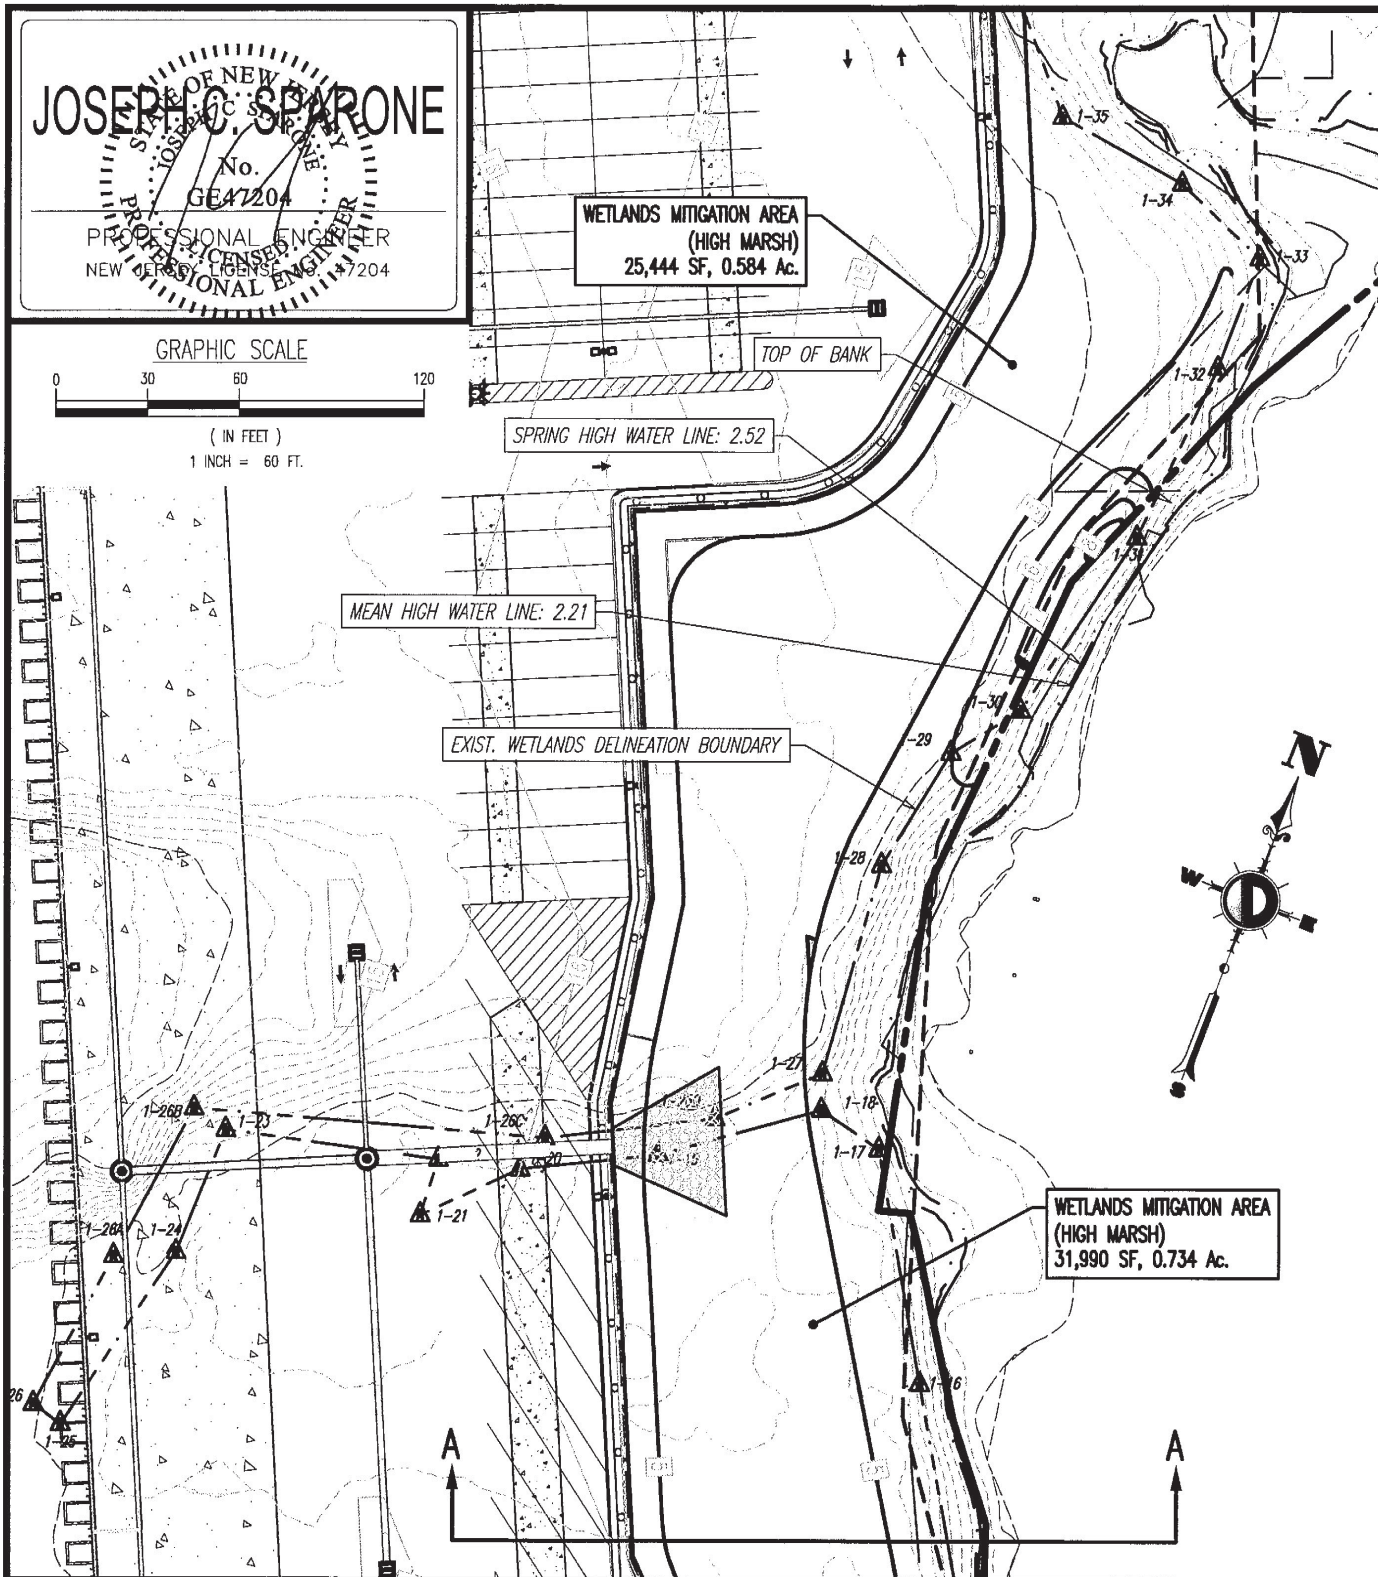 JOSEPH C. SPARONE
STATE OF NEW JERSEY
JOSEPH C SPARONE
No.
GE47204
LICENSED
PROFESSIONAL ENGINEER
PROFESSIONAL ENGINEER
NEW JERSEY LICENSE No. 47204
GRAPHIC SCALE
0 30 60 120
( IN FEET )
1 INCH = 60 FT.
WETLANDS MITIGATION AREA
(HIGH MARSH)
25,444 SF, 0.584 Ac.
TOP OF BANK
SPRING HIGH WATER LINE: 2.52
MEAN HIGH WATER LINE: 2.21
EXIST. WETLANDS DELINEATION BOUNDARY
1-35
1-34
1-33
1-32
1-31
1-30
-29
1-28
1-27
1-18
1-17
1-16
1-26B
1-23
1-26C
1-21
1-26A
1-24
26
1-25
N
W
E
S
D
WETLANDS MITIGATION AREA
(HIGH MARSH)
31,990 SF, 0.734 Ac.
A
A